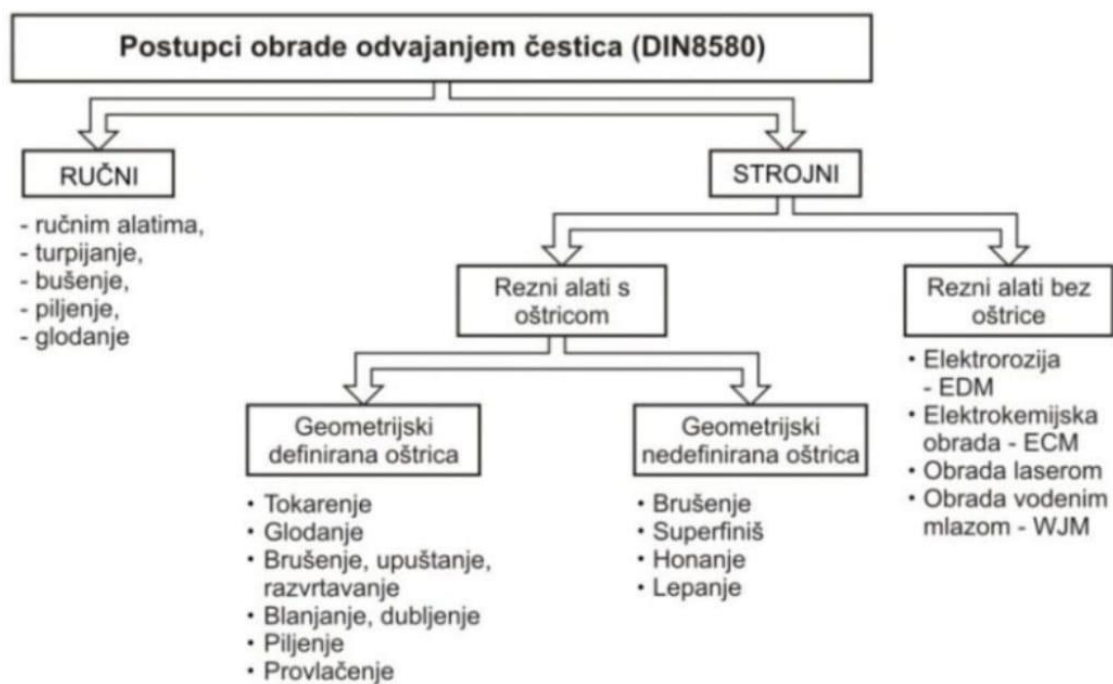 Postupci obrade odvajanjem čestica (DIN8580)
RUČNI
- ručnim alatima,
- turpijanje,
- bušenje,
- piljenje,
- glodanje
STROJNI
Rezni alati s
oštricom
Geometrijski
definirana oštrica
• Tokarenje
• Glodanje
• Brušenje, upuštanje,
razvrtavanje
• Blanjanje, dubljenje
• Piljenje
• Provlačenje
Geometrijski
nedefinirana oštrica
• Brušenje
• Superfiniš
• Honanje
• Lepanje
Rezni alati bez
oštrice
• Elektrorozija
- EDM
• Elektrokemijska
obrada - ECM
• Obrada laserom
• Obrada vodenim
mlazom - WJM